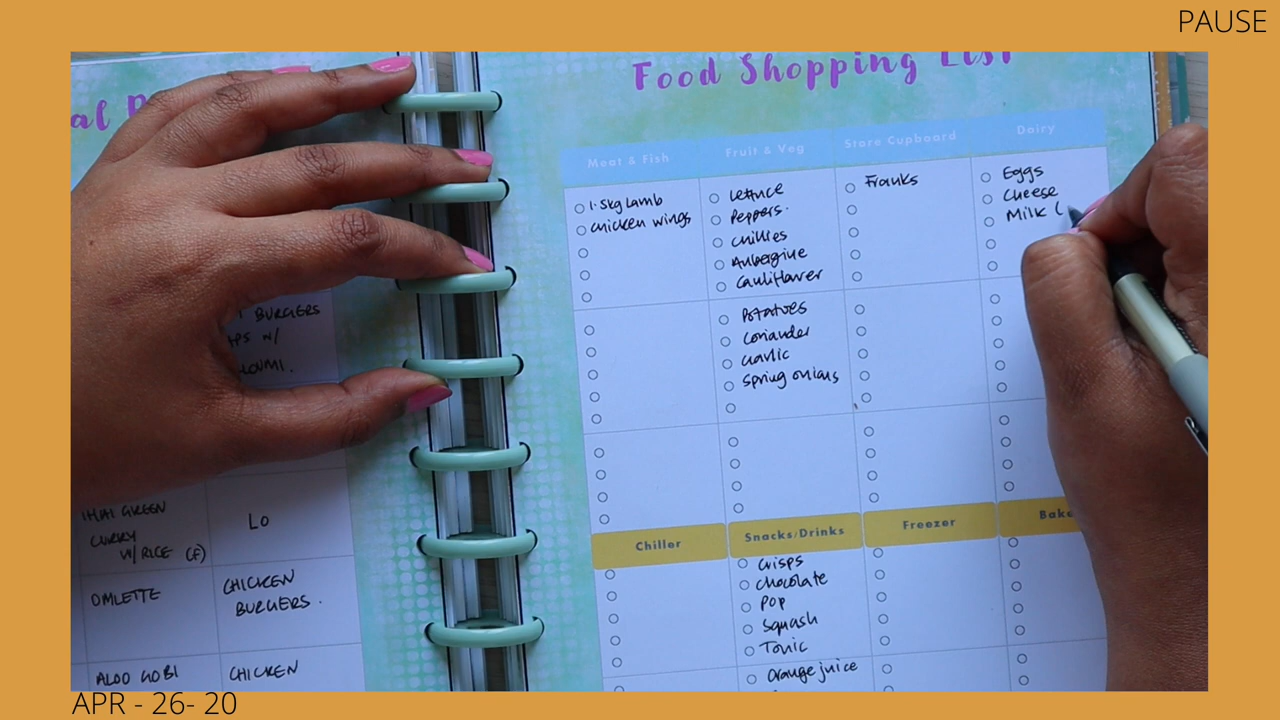 PAUSE
Food Shopping List
Meat & Fish
1.5kg Lamb
chicken wings
Fruit & Veg
Lettuce
Peppers.
chillies
Aubergine
Cauliflower
Potatoes
Coriander
Garlic
Spring onions
Store Cupboard
Franks
Dairy
Eggs
Cheese
Milk (
Chiller
Snacks/Drinks
Crisps
Chocolate
POP
Squash
Tonic
Orange juice
Freezer
Bake
al
BURGERS
W/
THAI GREEN
CURRY
W/RICE (F)
LO
OMLETTE
CHICKEN
BURGERS.
ALOO GOBI
CHICKEN
APR - 26- 20